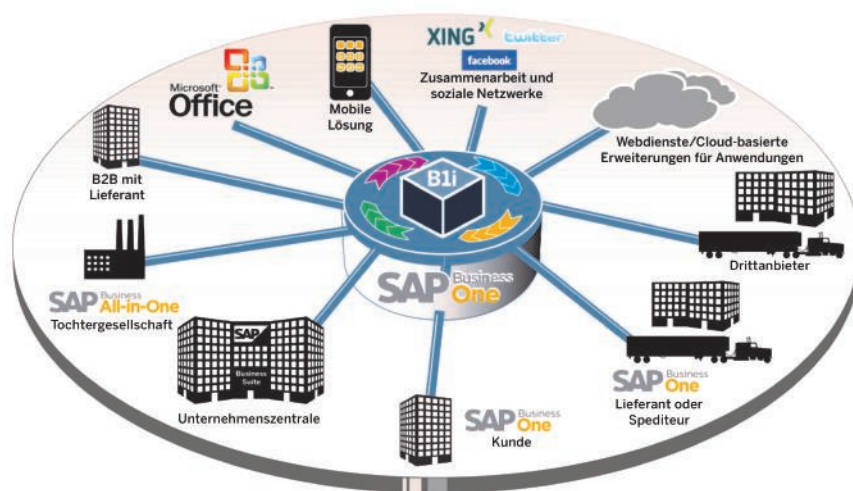 XING twitter
facebook
Zusammenarbeit und
soziale Netzwerke
Microsoft®
Office
Mobile
Lösung
Webdienste/Cloud-basierte
Erweiterungen für Anwendungen
B2B mit
Lieferant
B1i
Drittanbieter
SAP Business One
SAP Business All-in-One
Tochtergesellschaft
SAP
Business
Suite
Unternehmenszentrale
SAP Business One
Kunde
SAP Business One
Lieferant oder
Spediteur